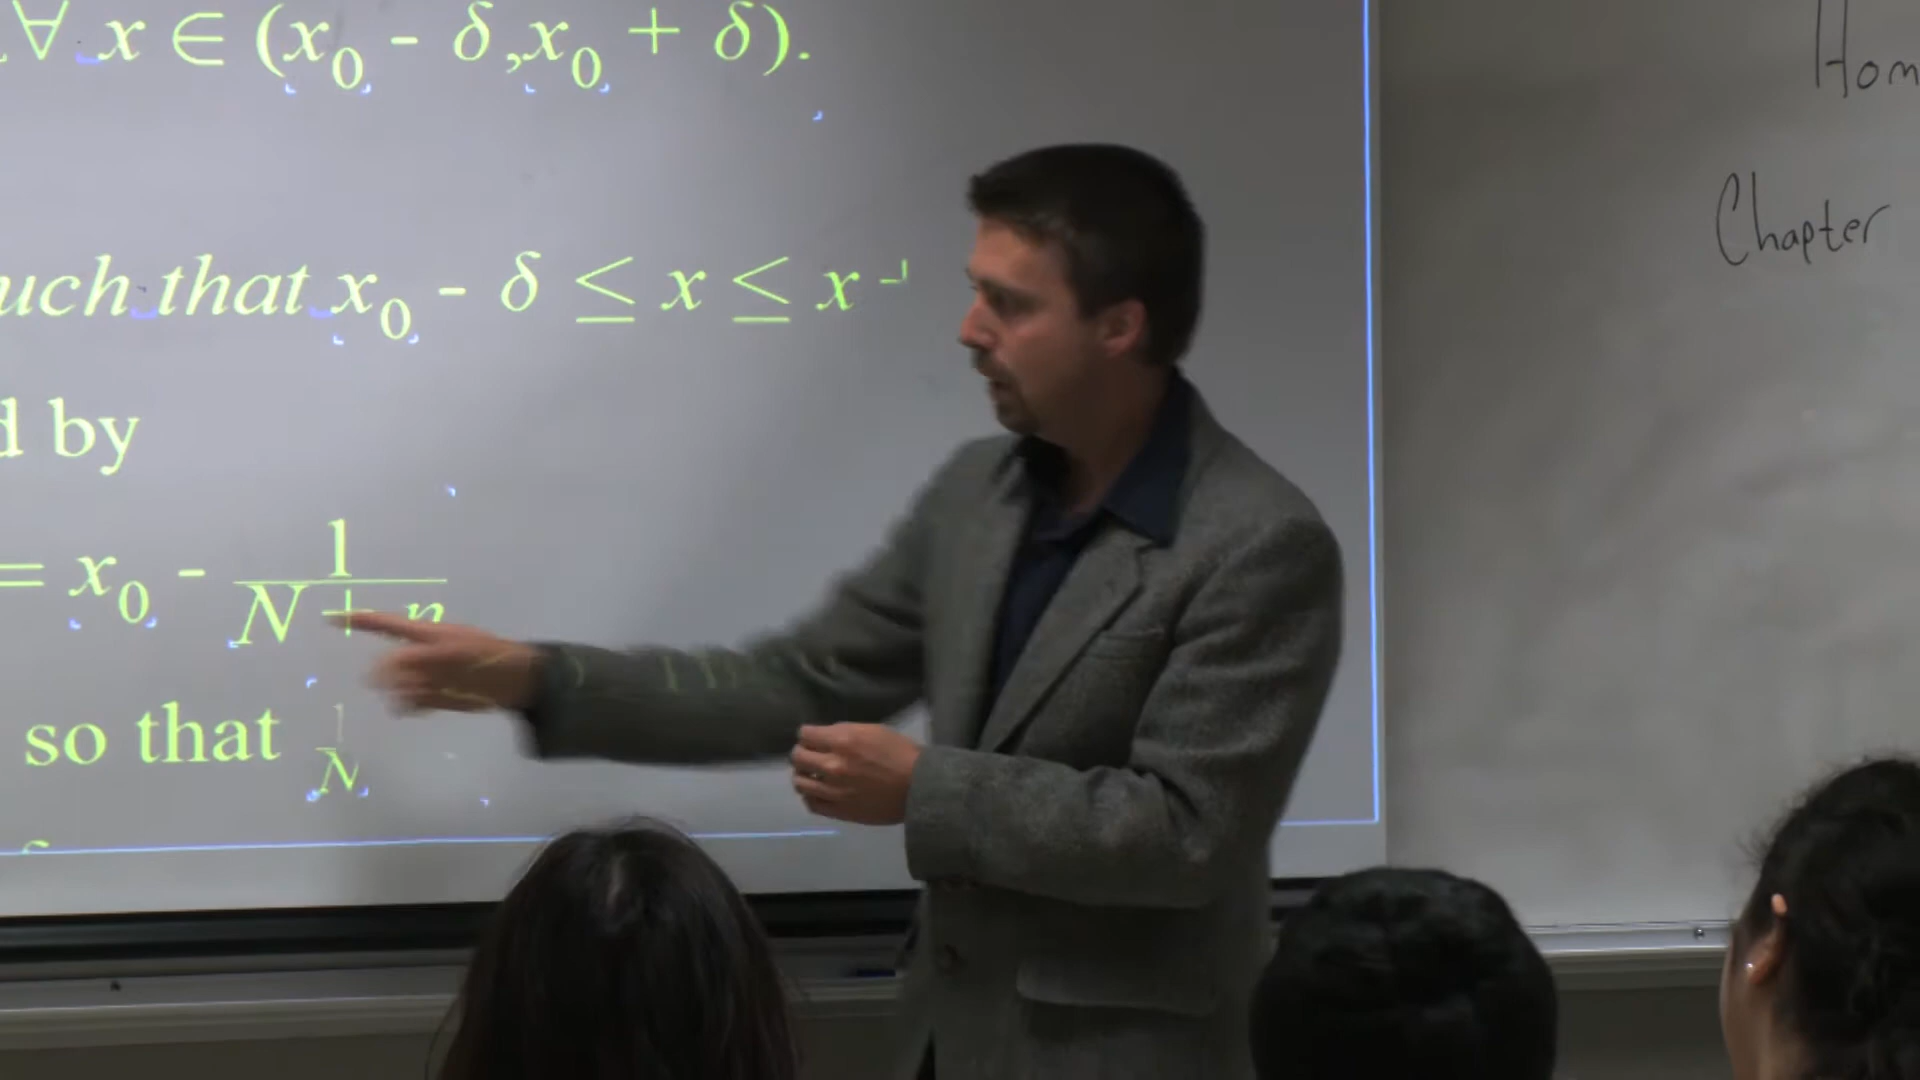 ∀ x ∈ (x₀ - δ,x₀ + δ).
uch that x₀ - δ ≤ x ≤ x
d by
= x₀ - 1/(N + n
so that 1/N
Hom
Chapter